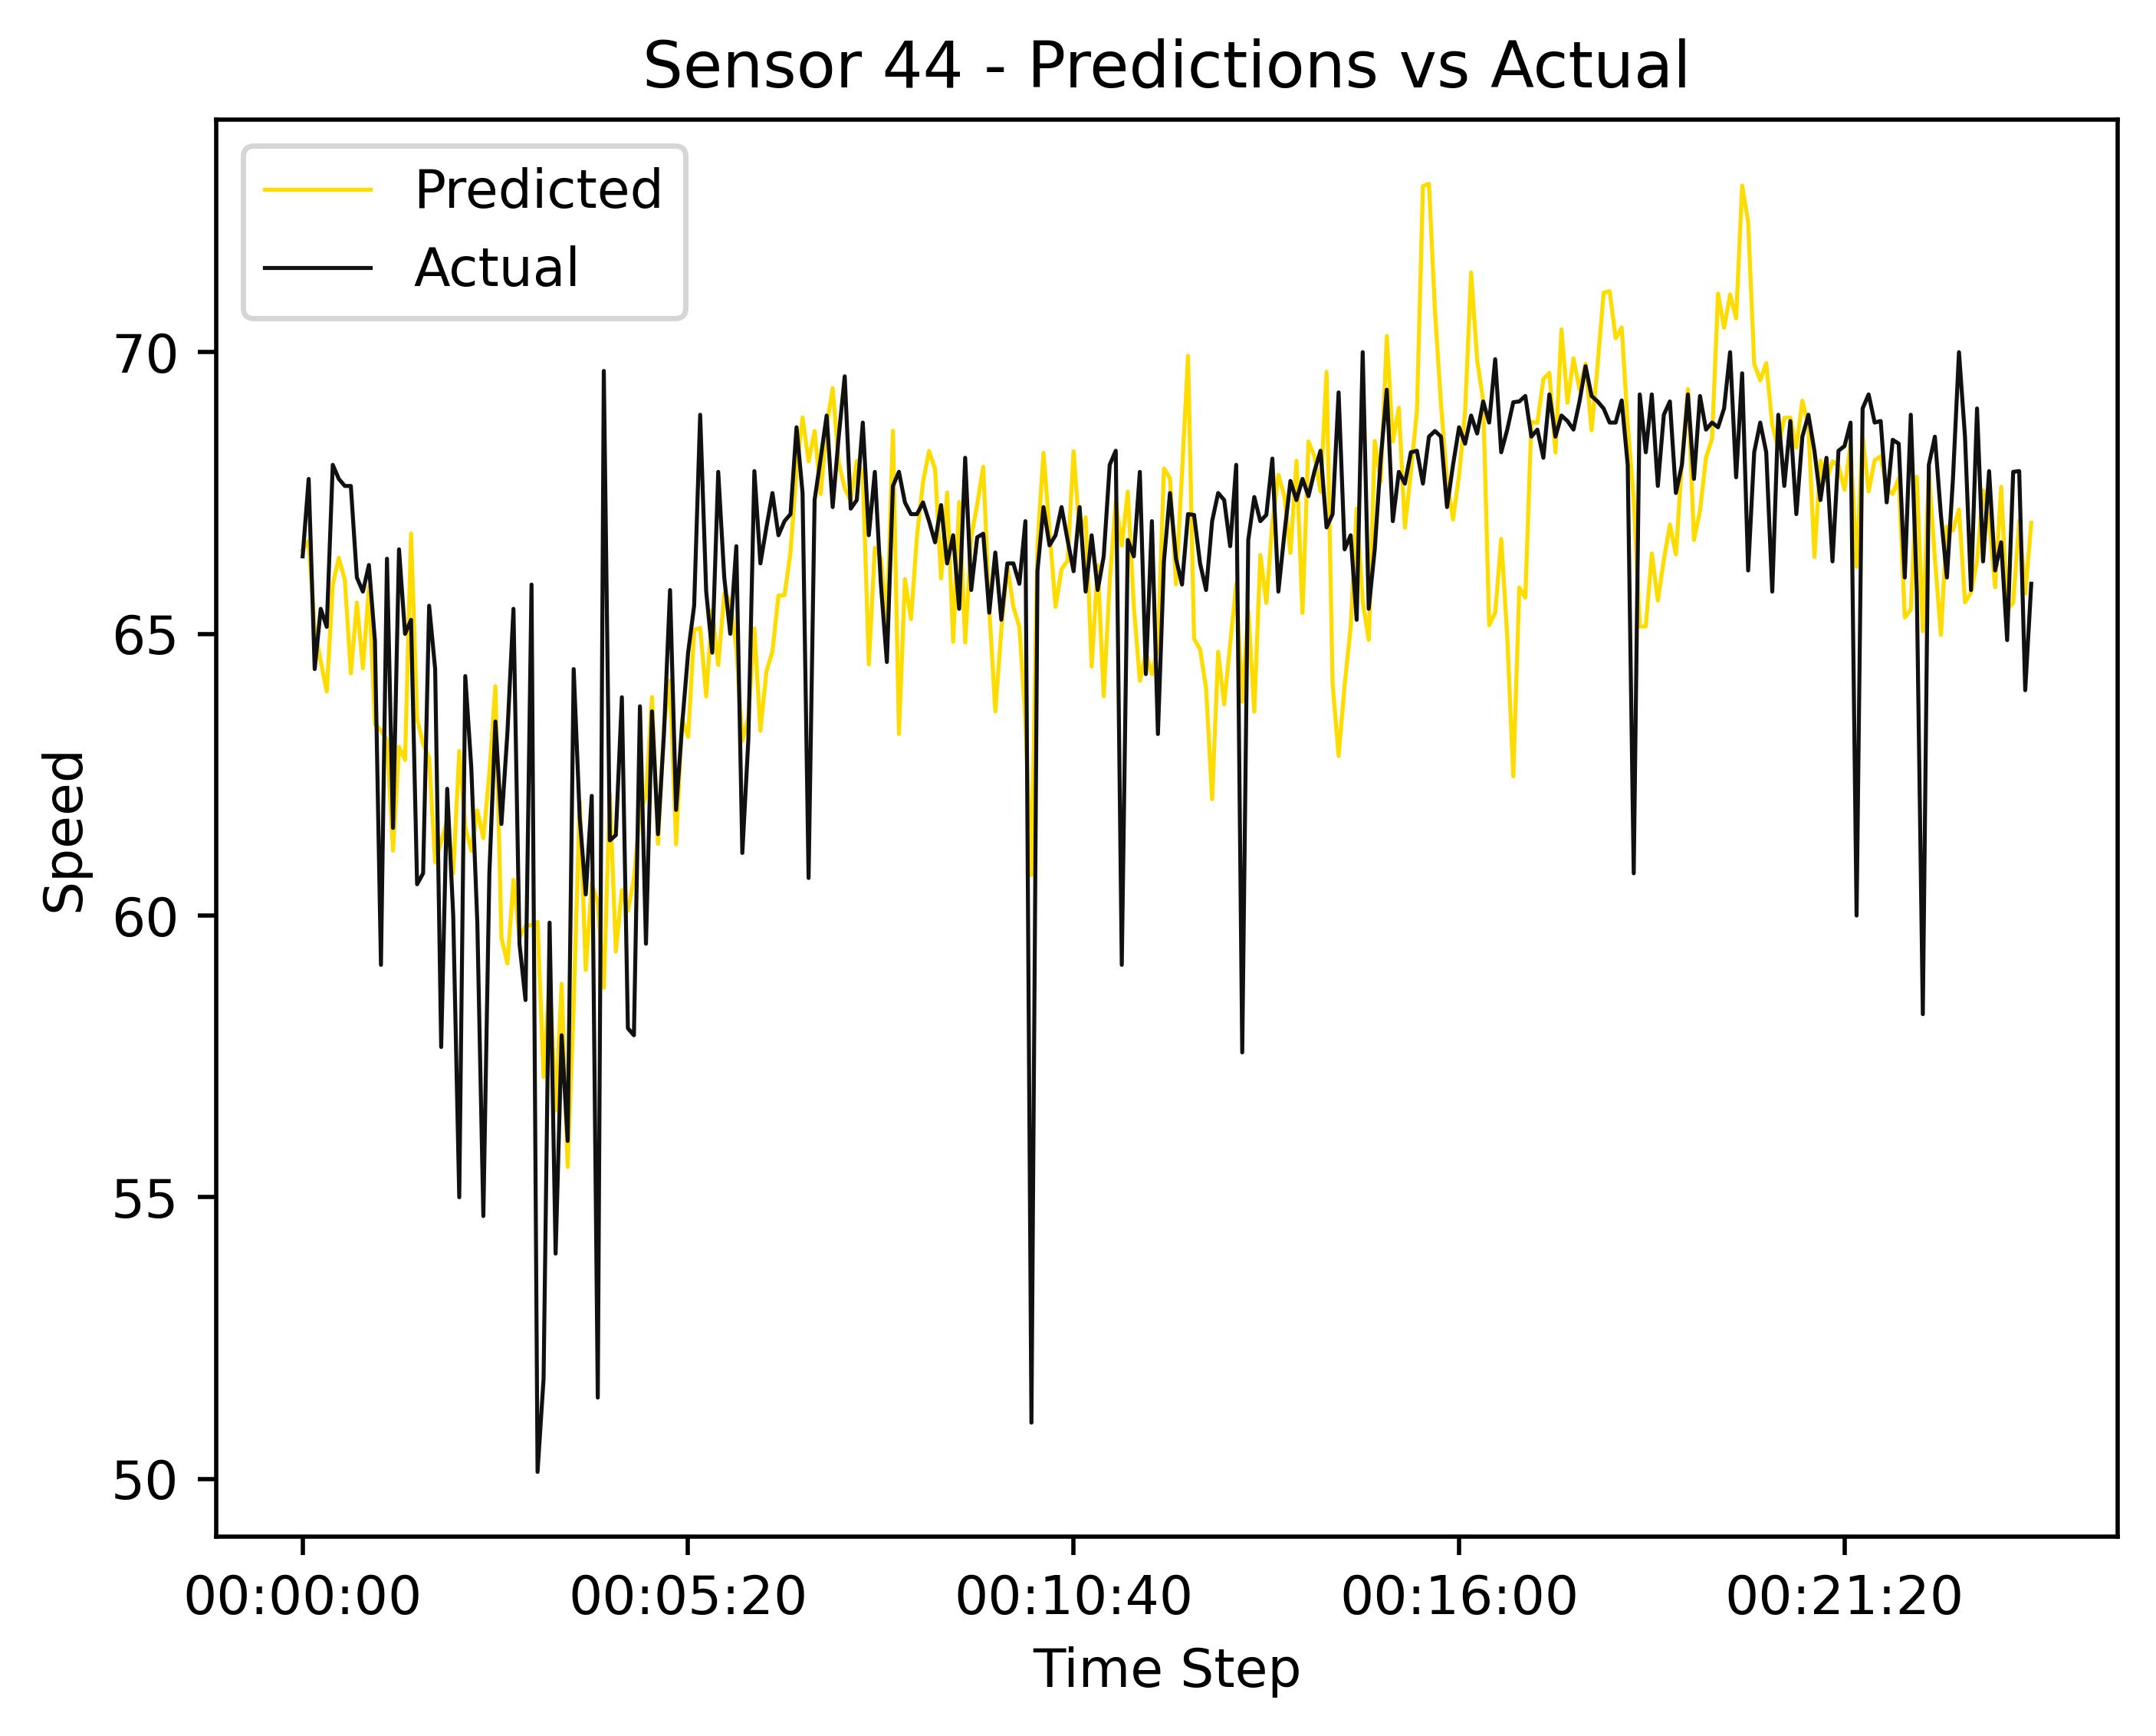 Sensor 44 - Predictions vs Actual
Predicted
Actual
70
65
60
55
50
Speed
00:00:00 00:05:20 00:10:40 00:16:00 00:21:20
Time Step